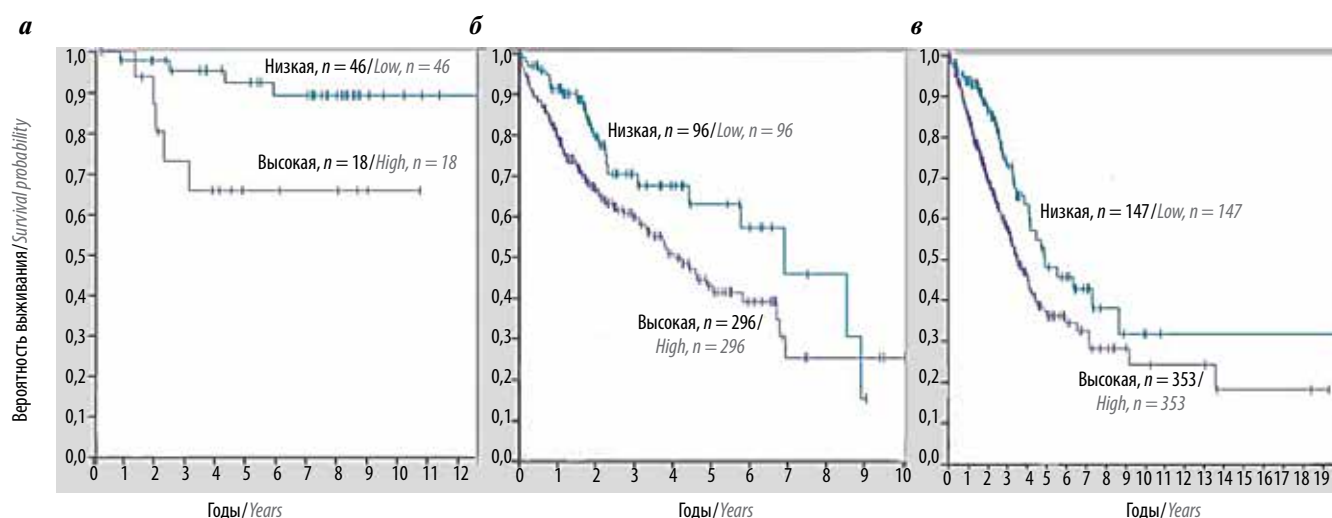 а
б
в
Вероятность выживания/Survival probability
1,0
0,9
0,8
0,7
0,6
0,5
0,4
0,3
0,2
0,1
0,0
Низкая, n = 46/Low, n = 46
Высокая, n = 18/High, n = 18
0 1 2 3 4 5 6 7 8 9 10 11 12
Годы/Years
1,0
0,9
0,8
0,7
0,6
0,5
0,4
0,3
0,2
0,1
0,0
Низкая, n = 96/Low, n = 96
Высокая, n = 296/
High, n = 296
0 1 2 3 4 5 6 7 8 9 10
Годы/Years
1,0
0,9
0,8
0,7
0,6
0,5
0,4
0,3
0,2
0,1
0,0
Низкая, n = 147/Low, n = 147
Высокая, n = 353/
High, n = 353
0 1 2 3 4 5 6 7 8 9 10 11 12 13 14 15 16 17 18 19
Годы/Years